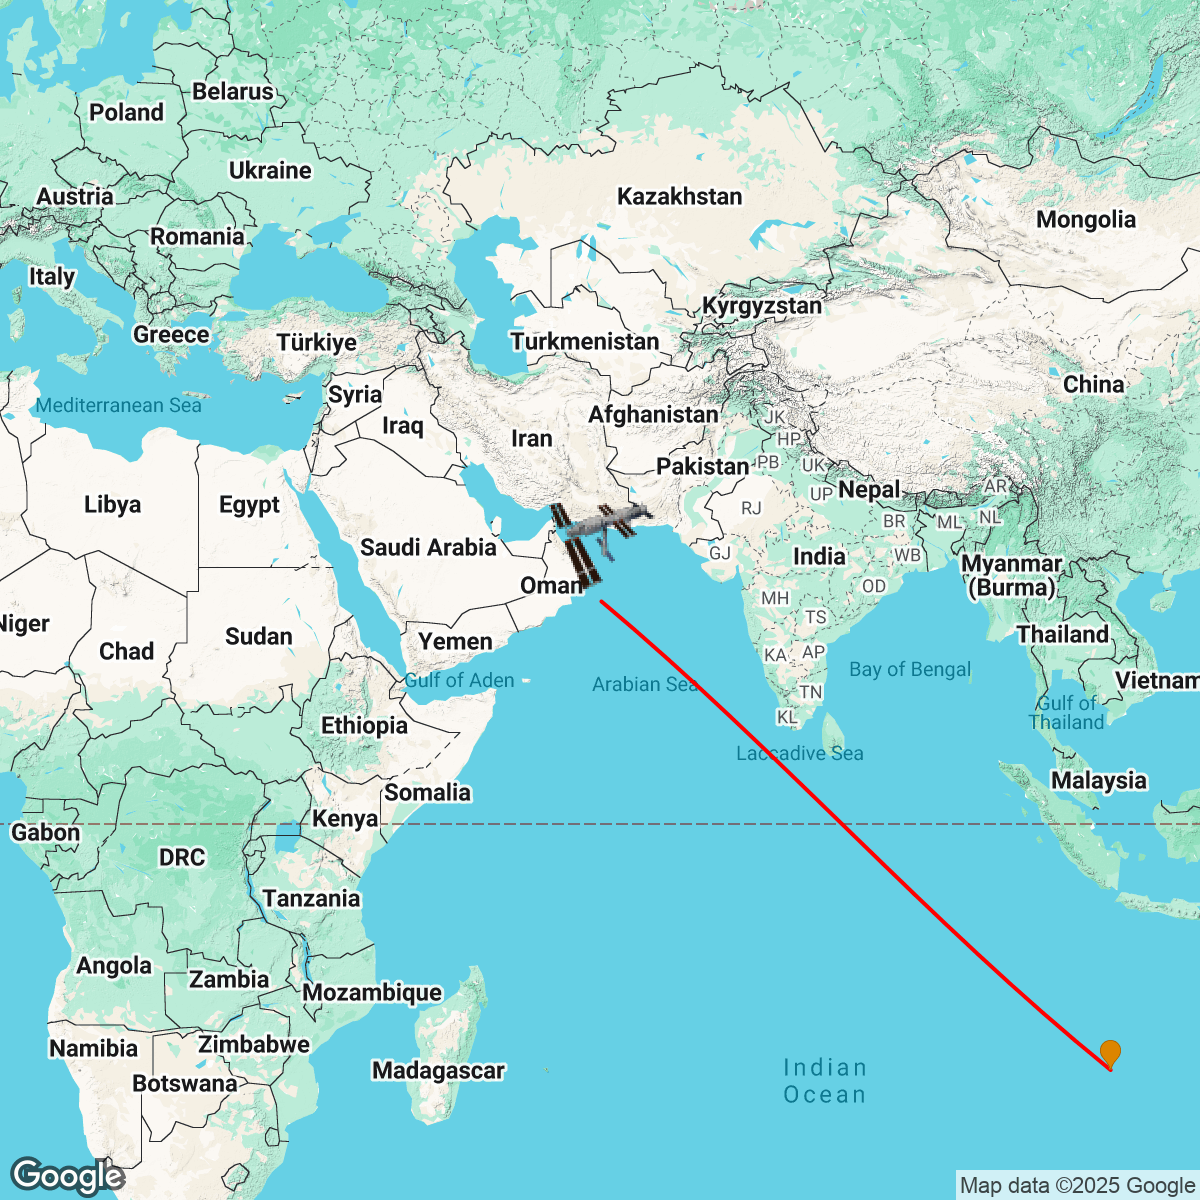 Belarus
Poland
Ukraine
Austria
Kazakhstan
Mongolia
Romania
Italy
Kyrgyzstan
Greece
Türkiye
Turkmenistan
China
Syria
Mediterranean Sea
Afghanistan
JK
Iraq
Iran
HP
Pakistan
PB
UK
Nepal
AR
UP
Libya
Egypt
RJ
BR
ML
NL
Saudi Arabia
GJ
India
WB
Myanmar
(Burma)
Oman
OD
MH
TS
Niger
Sudan
Yemen
Thailand
Chad
KA
AP
Bay of Bengal
Gulf of Aden
Arabian Sea
Vietnam
TN
Gulf of
Thailand
Ethiopia
KL
Laccadive Sea
Malaysia
Somalia
Kenya
Gabon
DRC
Tanzania
Angola
Zambia
Mozambique
Namibia
Zimbabwe
Madagascar
Botswana
Indian
Ocean
Google
Map data ©2025 Google